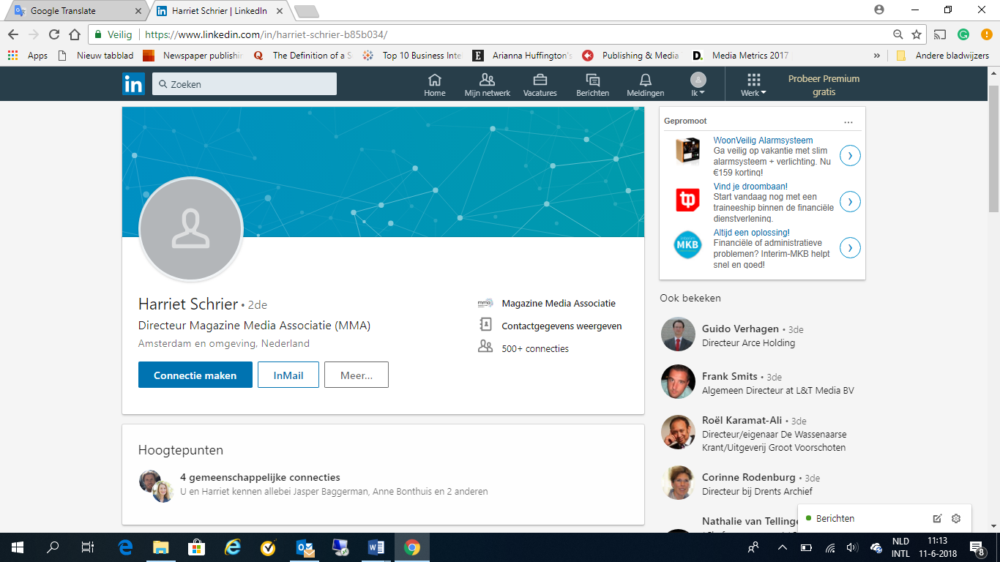 Google Translate
Harriet Schrier | LinkedIn
Veilig
https://www.linkedin.com/in/harriet-schrier-b85b034/
Apps Nieuw tabblad Newspaper publishin The Definition of a S Top 10 Business Inte Arianna Huffington's Publishing & Media Media Metrics 2017 » Andere bladwijzers
in Zoeken
Home Mijn netwerk Vacatures Berichten Meldingen Ik Werk
Probeer Premium
gratis
Harriet Schrier • 2de
Directeur Magazine Media Associatie (MMA)
Amsterdam en omgeving, Nederland
Connectie maken InMail Meer...
mma Magazine Media Associatie
Contactgegevens weergeven
500+ connecties
Hoogtepunten
4 gemeenschappelijke connecties
U en Harriet kennen allebei Jasper Baggerman, Anne Bonthuis en 2 anderen
Gepromoot ...
WoonVeilig Alarmsysteem
Ga veilig op vakantie met slim
alarmsysteem + verlichting. Nu
€159 korting!
tp
Vind je droombaan!
Start vandaag nog met een
traineeship binnen de financiële
dienstverlening.
MKB
Altijd een oplossing!
Financiële of administratieve
problemen? Interim-MKB helpt
snel en goed!
Ook bekeken
Guido Verhagen • 3de
Directeur Arce Holding
Frank Smits • 3de
Algemeen Directeur at L&T Media BV
Roël Karamat-Ali • 3de
Directeur/eigenaar De Wassenaarse
Krant/Uitgeverij Groot Voorschoten
Corinne Rodenburg • 3de
Directeur bij Drents Archief
Nathalie van Tellinge
Berichten
NLD
INTL
11:13
11-6-2018
8